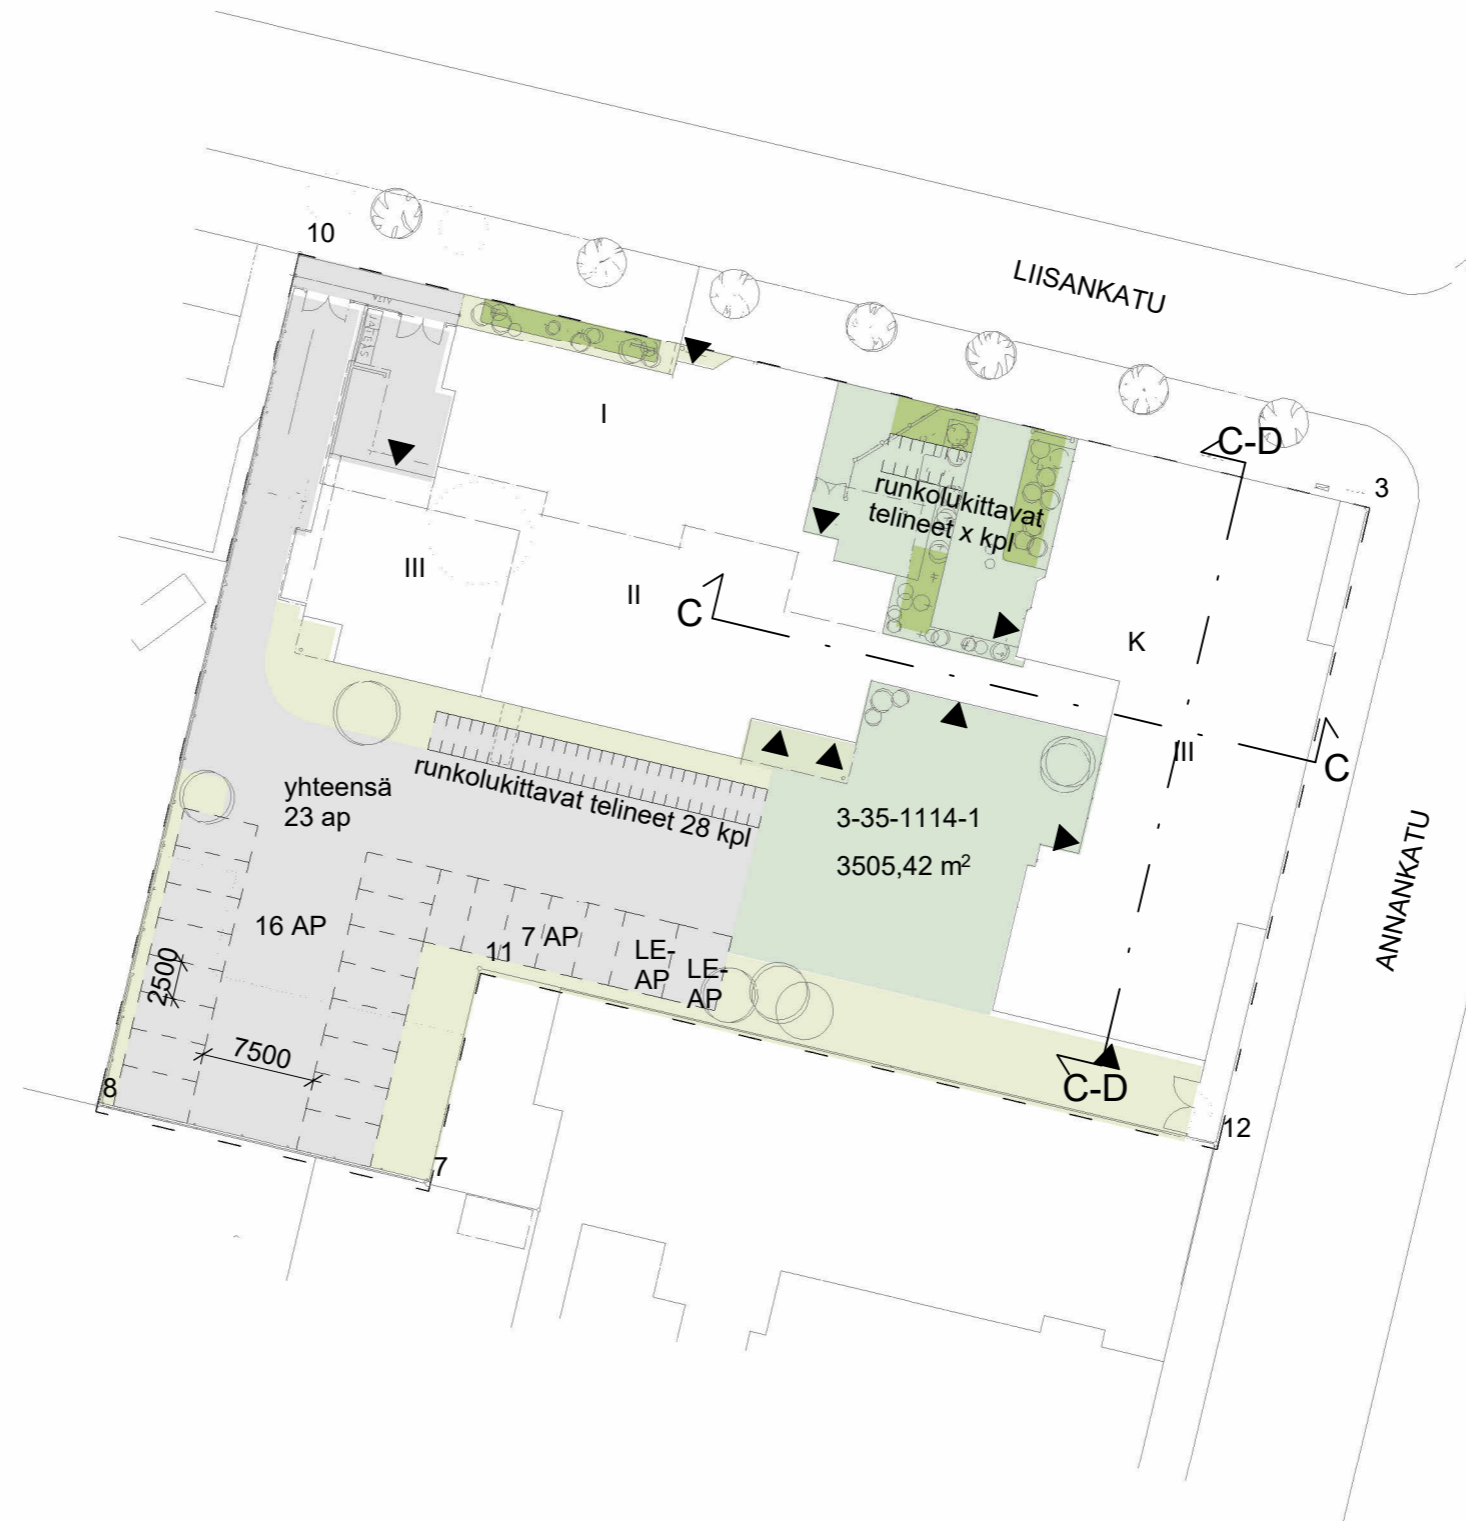 10
LIISANKATU
AITA
JÄTEYS
I
C-D
3
runkolukittavat
telineet x kpl
III
II
C
K
III
C
yhteensä
23 ap
runkolukittavat telineet 28 kpl
3-35-1114-1
3505,42 m²
ANNANKATU
16 AP
11
7 AP
LE-
AP
LE-
AP
2500
7500
C-D
8
12
7